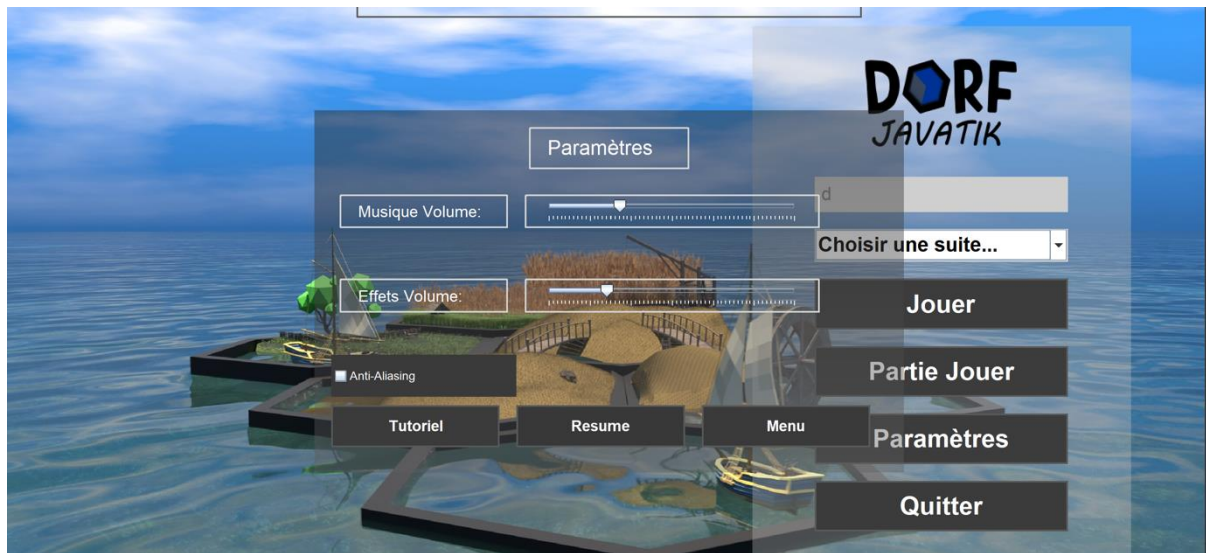 DORF
JAVATIK
Paramètres
d
Musique Volume:
Choisir une suite...
Effets Volume:
Jouer
Partie Jouer
Anti-Aliasing
Tutoriel
Resume
Menu
Paramètres
Quitter